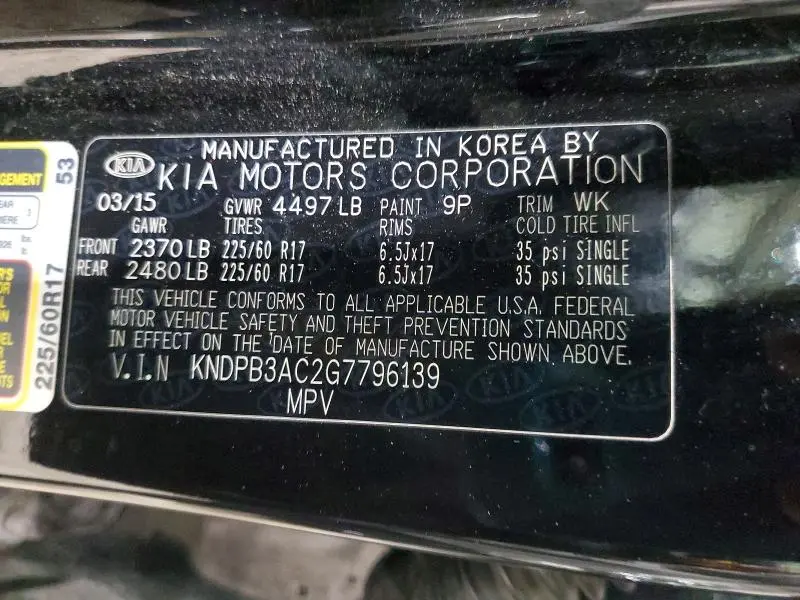 MANUFACTURED IN KOREA BY
KIA KIA MOTORS CORPORATION
03/15 GVWR 4497 LB PAINT 9P TRIM WK
GAWR TIRES RIMS COLD TIRE INFL
FRONT 2370 LB 225/60 R17 6.5Jx17 35 psi SINGLE
REAR 2480 LB 225/60 R17 6.5Jx17 35 psi SINGLE
THIS VEHICLE CONFORMS TO ALL APPLICABLE U.S.A. FEDERAL
MOTOR VEHICLE SAFETY AND THEFT PREVENTION STANDARDS
IN EFFECT ON THE DATE OF MANUFACTURE SHOWN ABOVE.
V.I.N KNDPB3AC2G7796139
MPV
53
225/60R17